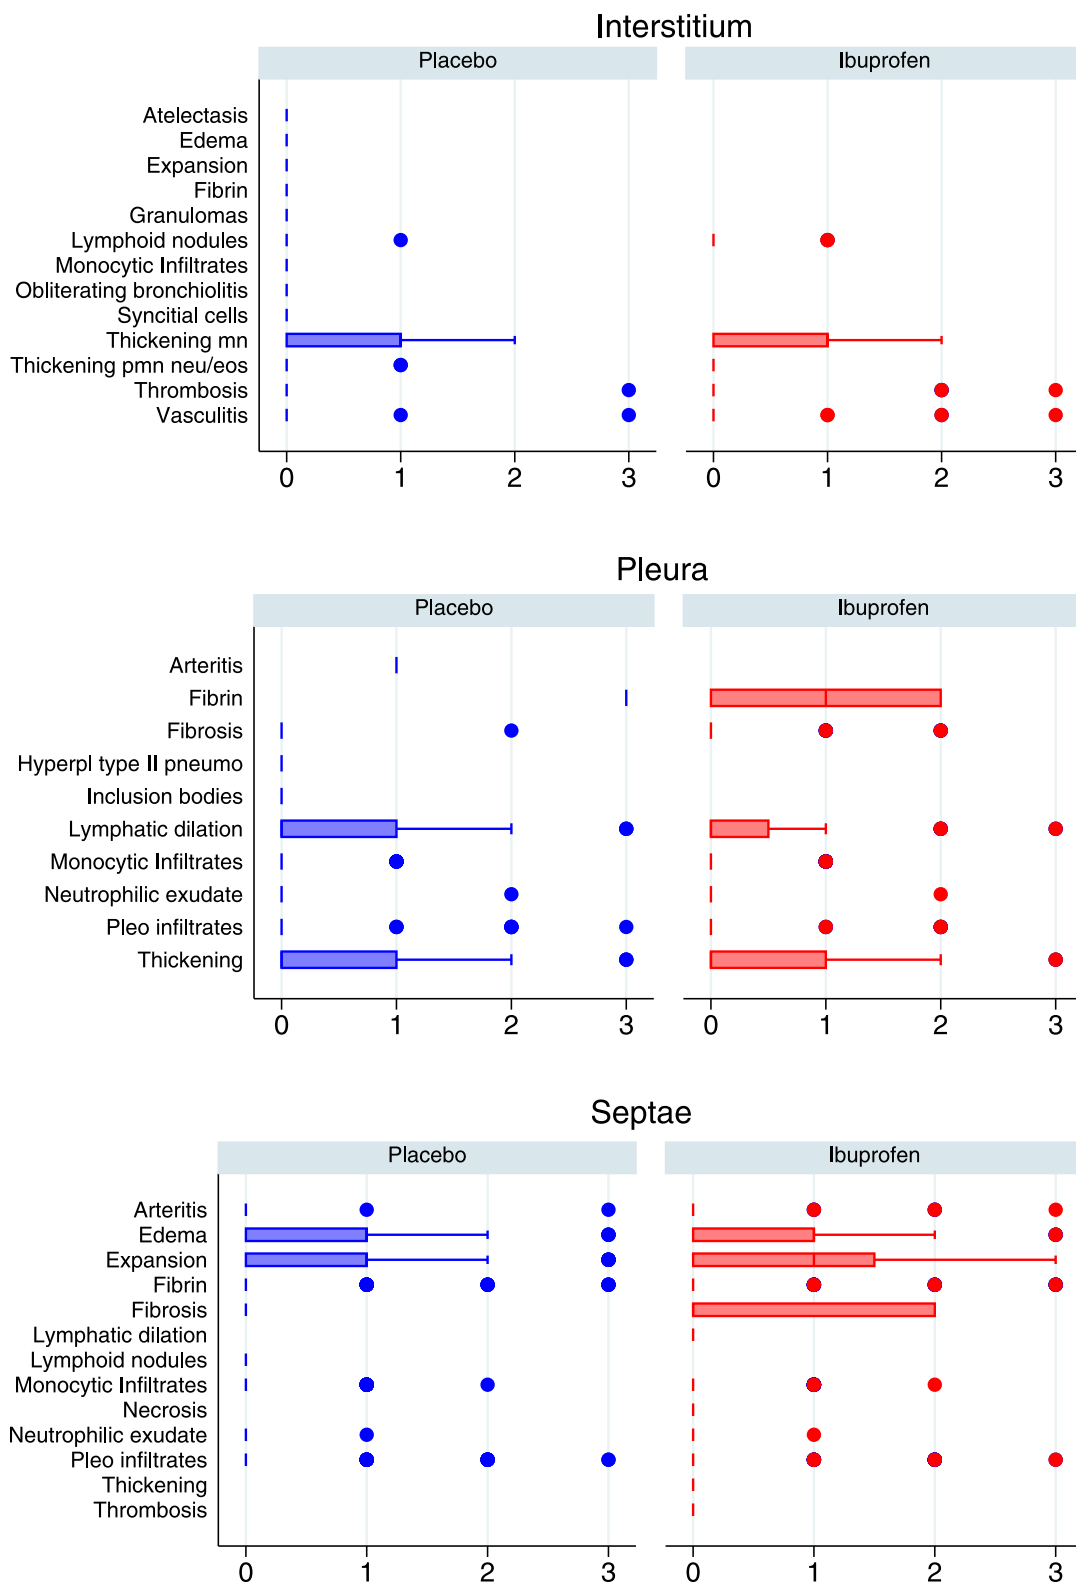 Interstitium
Placebo
Ibuprofen
Atelectasis
Edema
Expansion
Fibrin
Granulomas
Lymphoid nodules
Monocytic Infiltrates
Obliterating bronchiolitis
Syncitial cells
Thickening mn
Thickening pmn neu/eos
Thrombosis
Vasculitis
0 1 2 3
0 1 2 3
Pleura
Placebo
Ibuprofen
Arteritis
Fibrin
Fibrosis
Hyperpl type II pneumo
Inclusion bodies
Lymphatic dilation
Monocytic Infiltrates
Neutrophilic exudate
Pleo infiltrates
Thickening
0 1 2 3
0 1 2 3
Septae
Placebo
Ibuprofen
Arteritis
Edema
Expansion
Fibrin
Fibrosis
Lymphatic dilation
Lymphoid nodules
Monocytic Infiltrates
Necrosis
Neutrophilic exudate
Pleo infiltrates
Thickening
Thrombosis
0 1 2 3
0 1 2 3